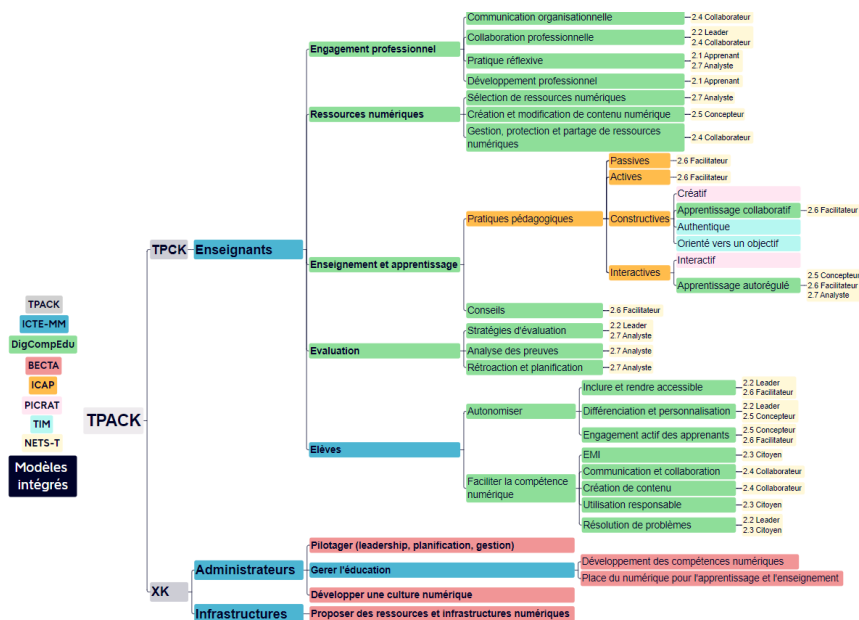 TPACK
ICTE-MM
DigCompEdu
BECTA
ICAP
PICRAT
TIM
NETS-T
Modèles
intégrés
TPACK
TPCK
Enseignants
Engagement professionnel
Communication organisationnelle
2.4 Collaborateur
Collaboration professionnelle
2.2 Leader
2.4 Collaborateur
Pratique réflexive
2.1 Apprenant
2.7 Analyste
Développement professionnel
2.1 Apprenant
Ressources numériques
Sélection de ressources numériques
2.7 Analyste
Création et modification de contenu numérique
2.5 Concepteur
Gestion, protection et partage de ressources
numériques
2.4 Collaborateur
Enseignement et apprentissage
Pratiques pédagogiques
Passives
2.6 Facilitateur
Actives
2.6 Facilitateur
Constructives
Créatif
Apprentissage collaboratif
2.6 Facilitateur
Authentique
Orienté vers un objectif
Interactives
Interactif
Apprentissage autorégulé
2.5 Concepteur
2.6 Facilitateur
2.7 Analyste
Conseils
2.6 Facilitateur
Evaluation
Stratégies d'évaluation
2.2 Leader
2.7 Analyste
Analyse des preuves
2.7 Analyste
Rétroaction et planification
2.7 Analyste
Elèves
Autonomiser
Inclure et rendre accessible
2.2 Leader
2.6 Facilitateur
Différenciation et personnalisation
2.2 Leader
2.5 Concepteur
Engagement actif des apprenants
2.5 Concepteur
2.6 Facilitateur
Faciliter la compétence
numérique
EMI
2.3 Citoyen
Communication et collaboration
2.4 Collaborateur
Création de contenu
2.4 Collaborateur
Utilisation responsable
2.3 Citoyen
Résolution de problèmes
2.2 Leader
2.3 Citoyen
XK
Administrateurs
Pilotager (leadership, planification, gestion)
Gerer l'éducation
Développement des compétences numériques
Place du numérique pour l'apprentissage et l'enseignement
Développer une culture numérique
Infrastructures
Proposer des ressources et infrastructures numériques